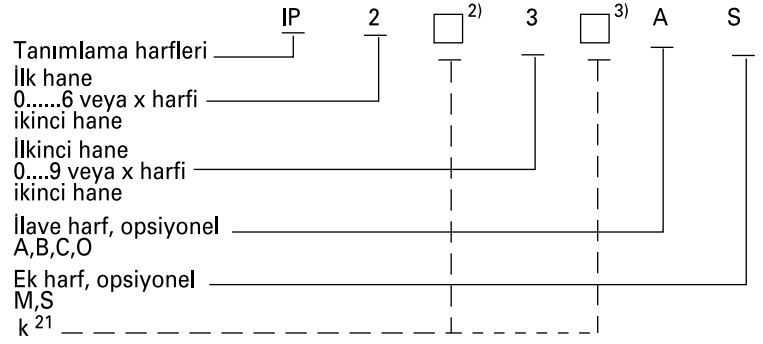 IP 2 □ 2) 3 □ 3) A S
Tanımlama harfleri
İlk hane
0......6 veya x harfi
ikinci hane
İlkinci hane
0....9 veya x harfi
ikinci hane
İlave harf, opsiyonel
A,B,C,O
Ek harf, opsiyonel
M,S
k 21